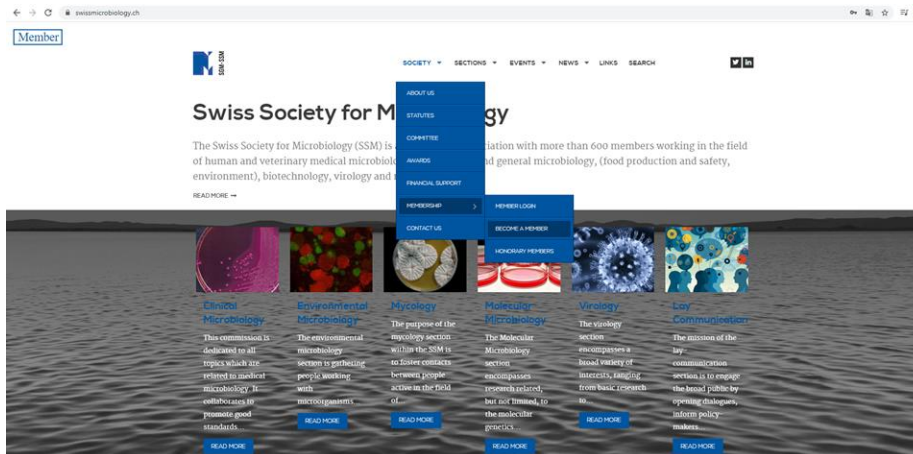 swissmicrobiology.ch
Member
SGM-SSM
SOCIETY SECTIONS EVENTS NEWS LINKS SEARCH
ABOUT US
STATUTES
COMMITTEE
AWARDS
FINANCIAL SUPPORT
MEMBERSHIP
CONTACT US
MEMBER LOGIN
BECOME A MEMBER
HONORARY MEMBERS
Swiss Society for M gy
The Swiss Society for Microbiology (SSM) is ciation with more than 600 members working in the field
of human and veterinary medical microbiolo nd general microbiology, (food production and safety,
environment), biotechnology, virology and
READ MORE →
Clinical
Microbiology
This commission is
dedicated to all
topics which are
related to medical
microbiology. It
collaborates to
promote good
standards
READ MORE
Environmental
Microbiology
The environmental
microbiology
section is gathering
people working
with
microorganisms
READ MORE
Mycology
The purpose of the
mycology section
within the SSM is
to foster contacts
between people
active in the field
of...
READ MORE
Molecular
Microbiology
The Molecular
Microbiology
section
encompasses
research related,
but not limited, to
the molecular
genetics...
READ MORE
Virology
The virology
section
encompasses a
broad variety of
interests, ranging
from basic research
to...
READ MORE
Lay
Communication
The mission of the
lay
communication
section is to engage
the broad public by
opening dialogues,
inform policy-
makers...
READ MORE